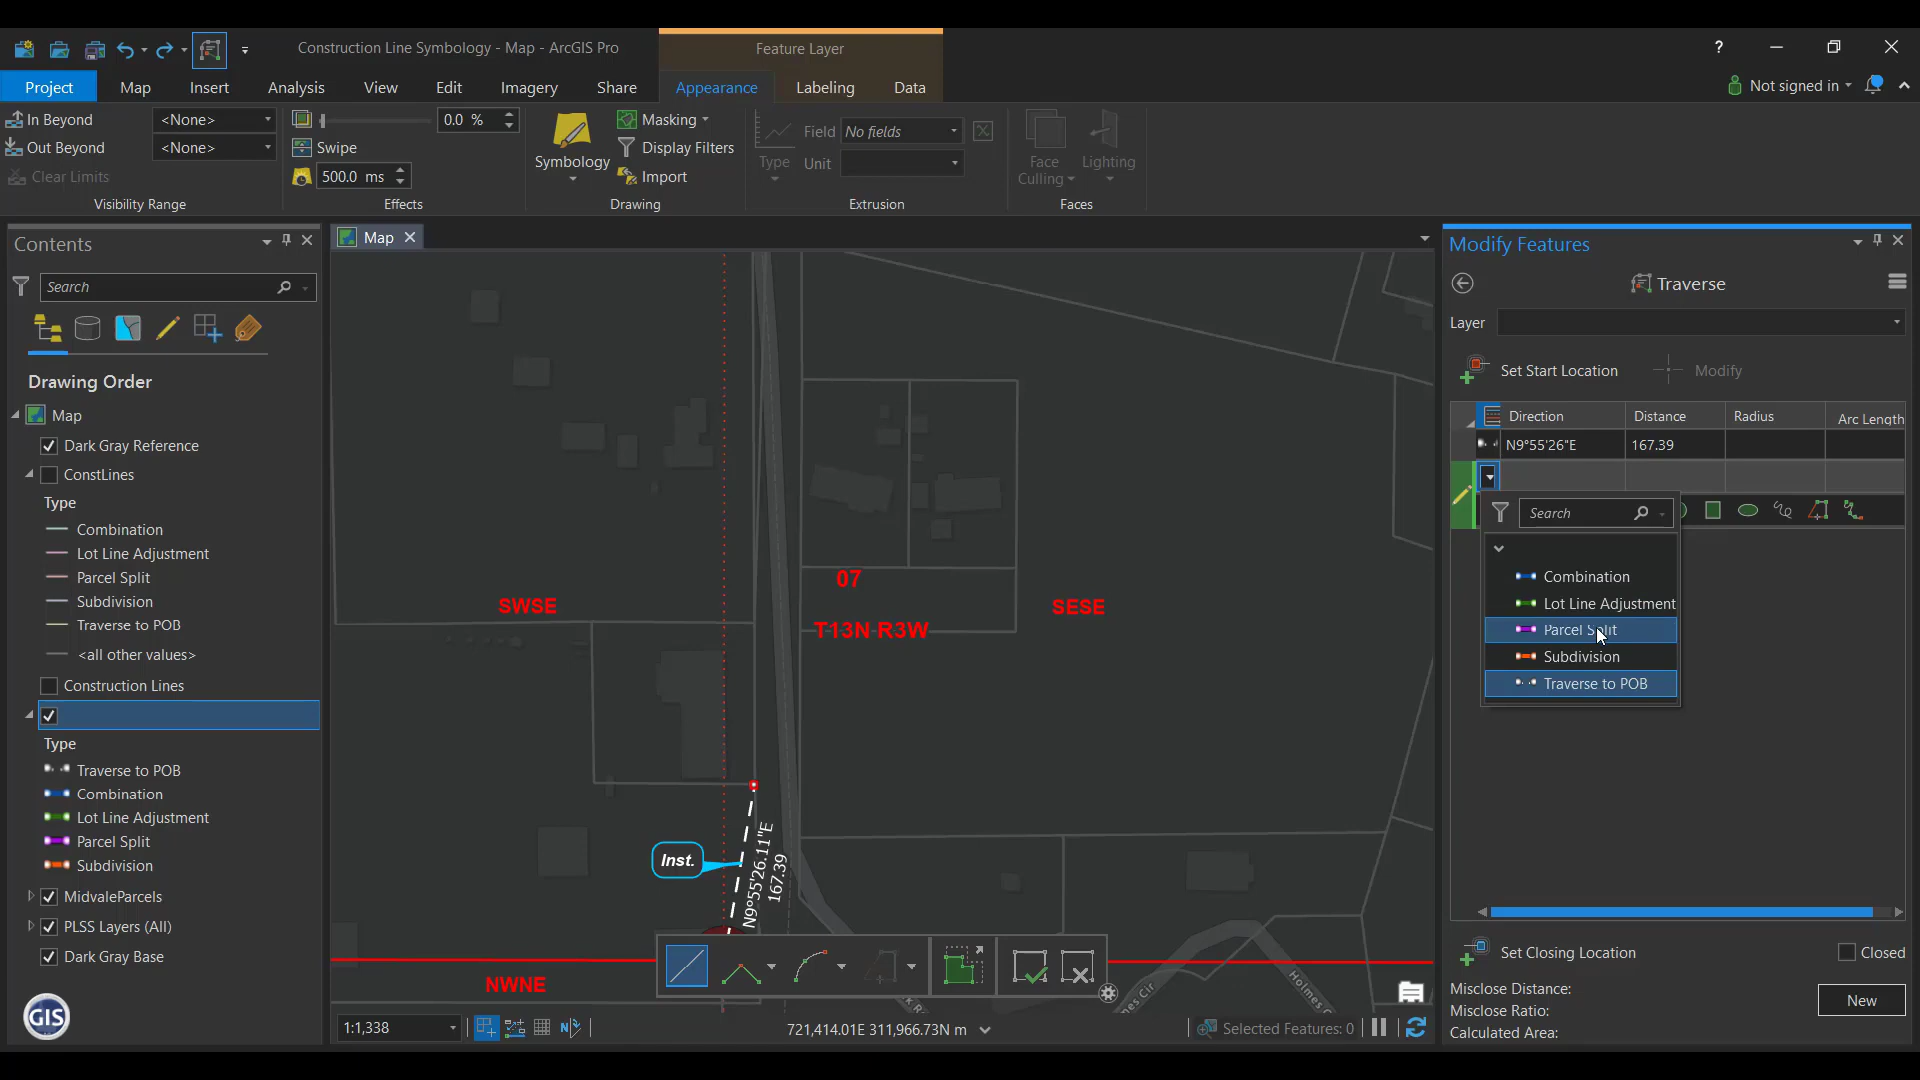 Construction Line Symbology - Map - ArcGIS Pro
Feature Layer
?
Project
Map
Insert
Analysis
View
Edit
Imagery
Share
Appearance
Labeling
Data
Not signed in
In Beyond
<None>
Out Beyond
<None>
Clear Limits
Visibility Range
0.0 %
Swipe
500.0 ms
Effects
Symbology
Masking
Display Filters
Import
Drawing
Type
Field
No fields
Unit
Extrusion
Face
Culling
Lighting
Faces
Contents
Search
Drawing Order
Map
Dark Gray Reference
ConstLines
Type
Combination
Lot Line Adjustment
Parcel Split
Subdivision
Traverse to POB
<all other values>
Construction Lines
Type
Traverse to POB
Combination
Lot Line Adjustment
Parcel Split
Subdivision
MidvaleParcels
PLSS Layers (All)
Dark Gray Base
GIS
Map
07
SWSE
SESE
T13N R3W
Inst.
N9°55'26.11"E
167.39
NWNE
Holmes Cir
1:1,338
721,414.01E 311,966.73N m
Selected Features: 0
Modify Features
Traverse
Layer
Set Start Location
Modify
Direction
Distance
Radius
Arc Length
N9°55'26"E
167.39
Search
Combination
Lot Line Adjustment
Parcel Split
Subdivision
Traverse to POB
Set Closing Location
Closed
Misclose Distance:
Misclose Ratio:
Calculated Area:
New